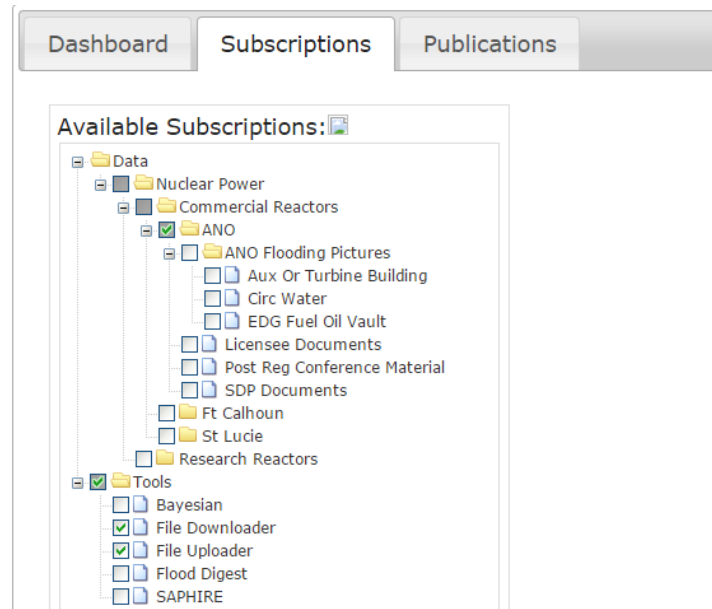 Dashboard Subscriptions Publications
Available Subscriptions:
Data
Nuclear Power
Commercial Reactors
ANO
ANO Flooding Pictures
Aux Or Turbine Building
Circ Water
EDG Fuel Oil Vault
Licensee Documents
Post Reg Conference Material
SDP Documents
Ft Calhoun
St Lucie
Research Reactors
Tools
Bayesian
File Downloader
File Uploader
Flood Digest
SAPHIRE